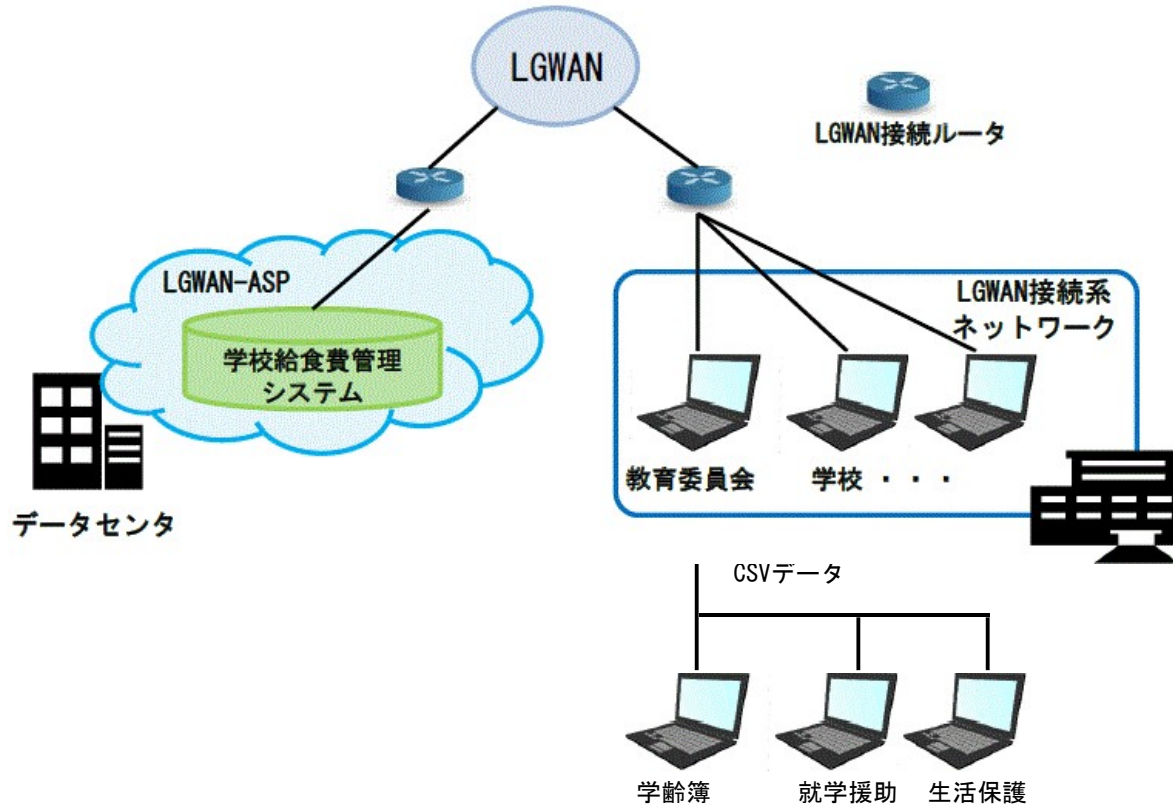 LGWAN
LGWAN接続ルータ
LGWAN-ASP
学校給食費管理
システム
データセンタ
LGWAN接続系
ネットワーク
教育委員会
学校 ・・・
CSVデータ
学齢簿
就学援助
生活保護